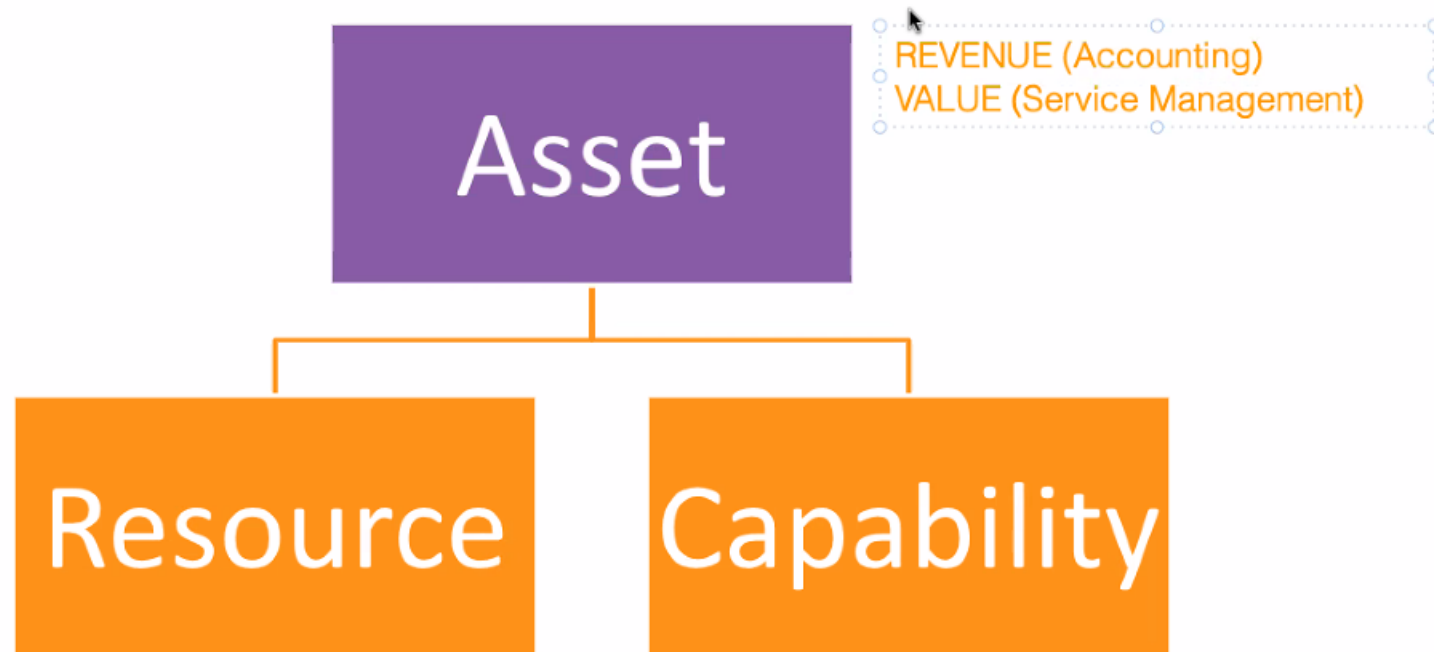 Asset
REVENUE (Accounting)
VALUE (Service Management)
Resource
Capability